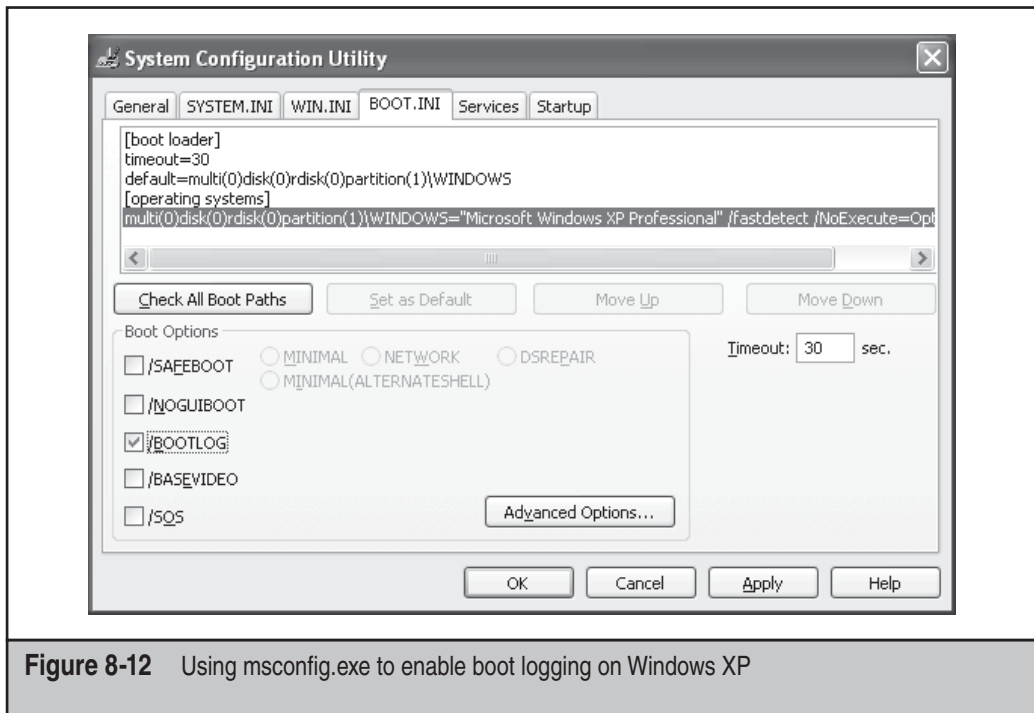 System Configuration Utility
General SYSTEM.INI WIN.INI BOOT.INI Services Startup
[boot loader]
timeout=30
default=multi(0)disk(0)rdisk(0)partition(1)\WINDOWS
[operating systems]
multi(0)disk(0)rdisk(0)partition(1)\WINDOWS="Microsoft Windows XP Professional" /fastdetect /NoExecute=Opt
Check All Boot Paths Set as Default Move Up Move Down
Boot Options
/SAFEBOOT MINIMAL NETWORK DSREPAIR
MINIMAL(ALTERNATESHELL)
Timeout: 30 sec.
/NOGUIBOOT
/BOOTLOG
/BASEVIDEO
/SOS
Advanced Options...
OK Cancel Apply Help
Figure 8-12 Using msconfig.exe to enable boot logging on Windows XP